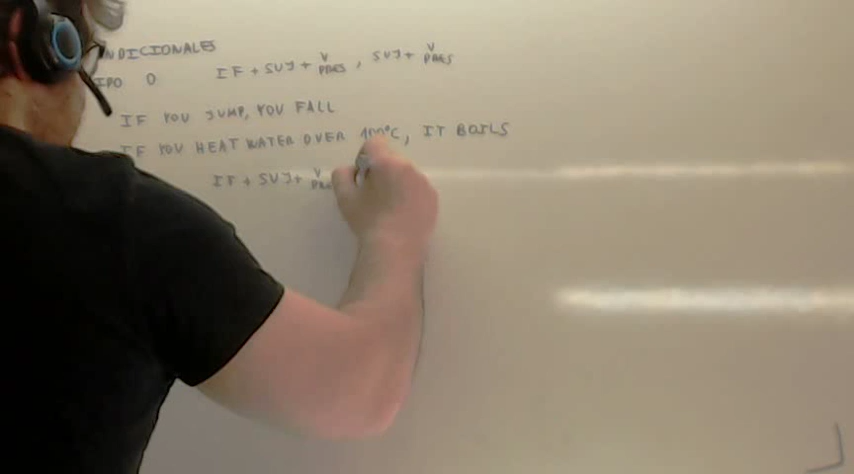 NDICIONALES
IPO 0 IF + SUJ + V PRES, SUJ + V PRES
IF YOU JUMP, YOU FALL
IF YOU HEAT WATER OVER 100°C, IT BOILS
IF + SUJ + V